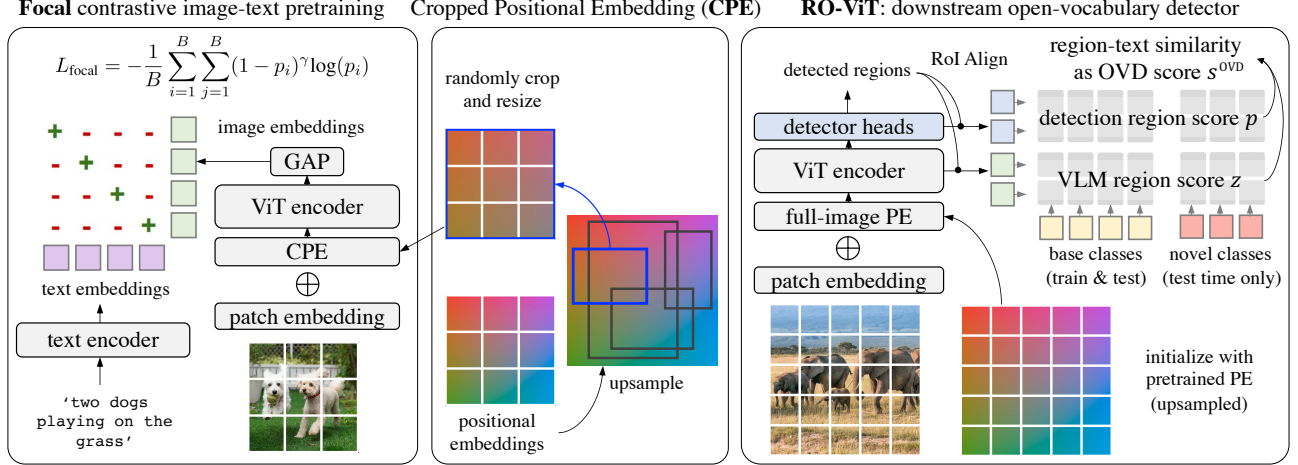 Focal contrastive image-text pretraining
Cropped Positional Embedding (CPE)
RO-ViT: downstream open-vocabulary detector
L_focal = -\frac{1}{B} \sum_{i=1}^{B} \sum_{j=1}^{B} (1 - p_i)^γ log(p_i)
+ - - -
- + - -
- - + -
- - - +
image embeddings
GAP
ViT encoder
CPE
⊕
patch embedding
text embeddings
text encoder
‘two dogs
playing on the
grass’
randomly crop
and resize
upsample
positional
embeddings
detected regions
RoI Align
region-text similarity
as OVD score s^OVD
detector heads
detection region score p
ViT encoder
VLM region score z
full-image PE
⊕
patch embedding
base classes
(train & test)
novel classes
(test time only)
initialize with
pretrained PE
(upsampled)